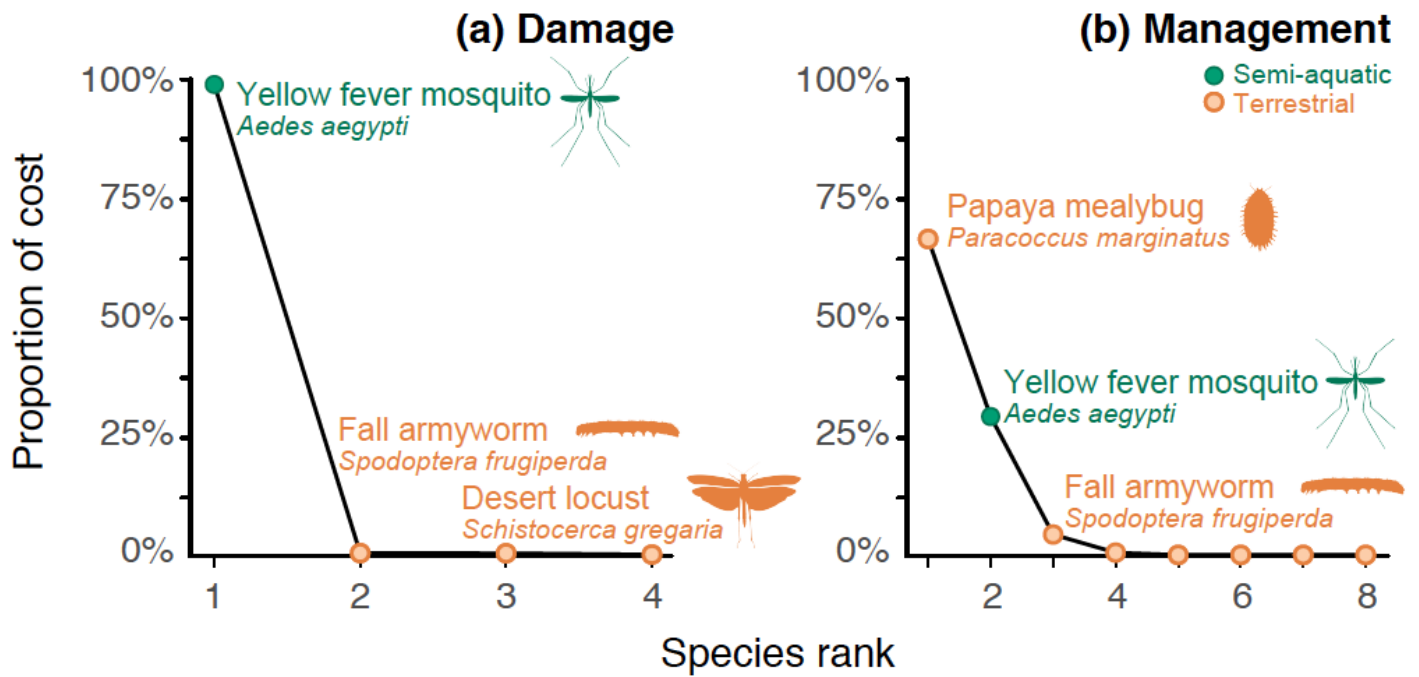 (a) Damage
(b) Management
Proportion of cost
100%
75%
50%
25%
0%
Yellow fever mosquito
Aedes aegypti
Fall armyworm
Spodoptera frugiperda
Desert locust
Schistocerca gregaria
1
2
3
4
100%
75%
50%
25%
0%
Semi-aquatic
Terrestrial
Papaya mealybug
Paracoccus marginatus
Yellow fever mosquito
Aedes aegypti
Fall armyworm
Spodoptera frugiperda
2
4
6
8
Species rank